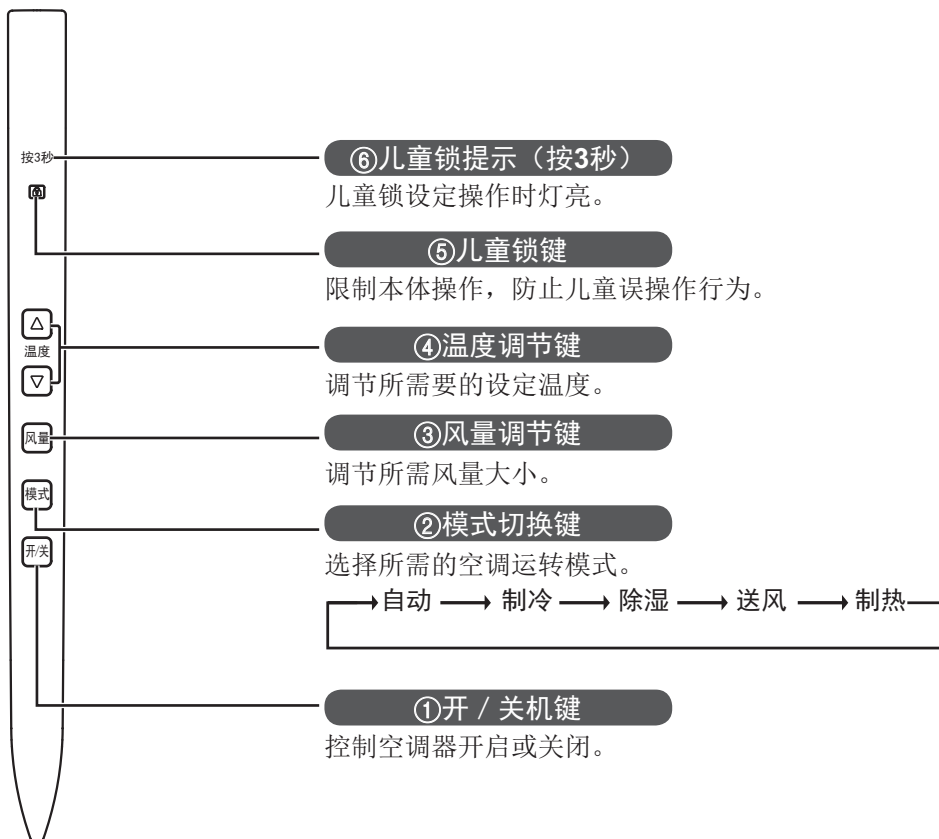 按3秒
⑥儿童锁提示（按3秒）
儿童锁设定操作时灯亮。
⑤儿童锁键
限制本体操作，防止儿童误操作行为。
△
④温度调节键
温度
▽
调节所需要的设定温度。
风量
③风量调节键
调节所需风量大小。
模式
②模式切换键
开/关
选择所需的空调运转模式。
→自动→制冷→除湿→送风→制热
①开 / 关机键
控制空调器开启或关闭。